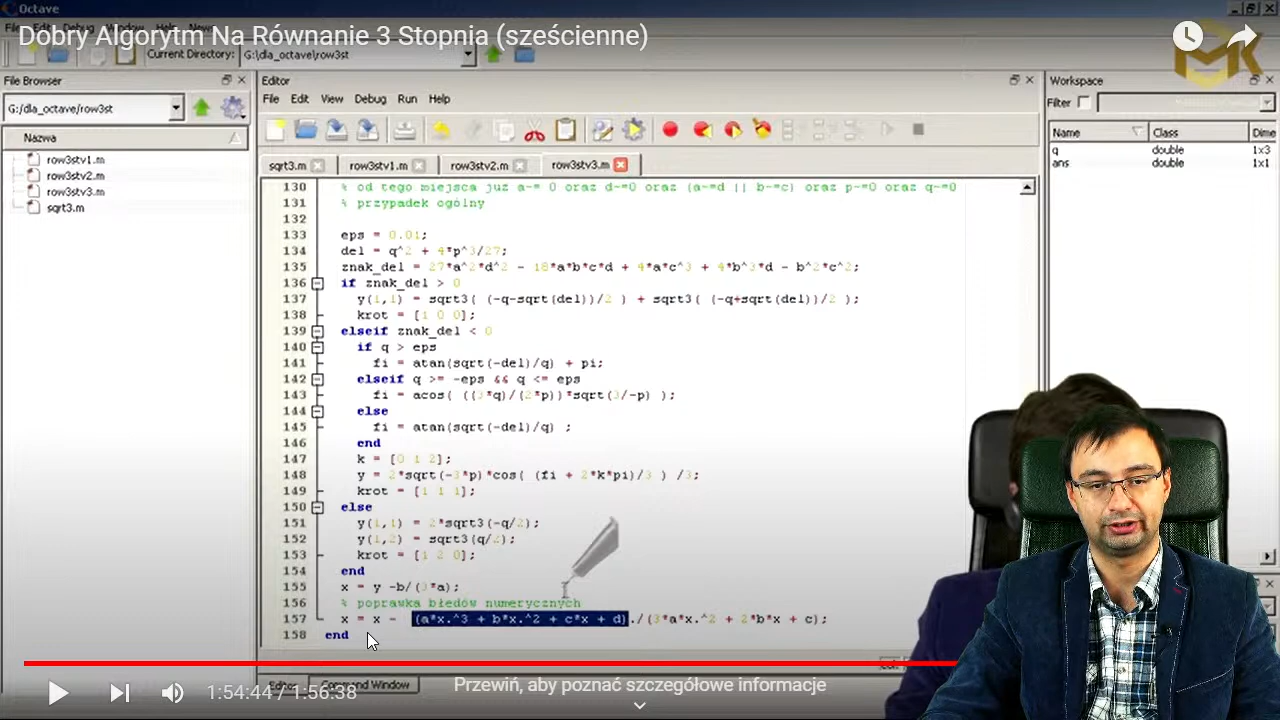 Octave
Dobry Algorytm Na Równanie 3 Stopnia (sześcienne)
Current Directory: G:\dla_octave\row3st
File Browser
Editor
Workspace
File Edit View Debug Run Help
Filter
G:/dla_octave/row3st
Nazwa
row3stv1.m
row3stv2.m
row3stv3.m
sqrt3.m
Name Class Dime
q double 1x3
ans double 1x1
sqrt3.m row3stv1.m row3stv2.m row3stv3.m
130 % od tego miejsca już a~= 0 oraz d~=0 oraz (a~=d || b~=c) oraz p~=0 oraz q~=0
131 % przypadek ogólny
132
133 eps = 0.01;
134 del = q^2 + 4*p^3/27;
135 znak_del = 27*a^2*d^2 - 18*a*b*c*d + 4*a*c^3 + 4*b^3*d - b^2*c^2;
136 if znak_del > 0
137 y(1,1) = sqrt3( (-q-sqrt(del))/2 ) + sqrt3( (-q+sqrt(del))/2 );
138 krot = [1 0 0];
139 elseif znak_del < 0
140 if q > eps
141 fi = atan(sqrt(-del)/q) + pi;
142 elseif q >= -eps && q <= eps
143 fi = acos( ((3*q)/(2*p))*sqrt(3/-p) );
144 else
145 fi = atan(sqrt(-del)/q) ;
146 end
147 k = [0 1 2];
148 y = 2*sqrt(-3*p)*cos( (fi + 2*k*pi)/3 ) /3;
149 krot = [1 1 1];
150 else
151 y(1,1) = 2*sqrt3(-q/2);
152 y(1,2) = sqrt3(q/2);
153 krot = [1 2 0];
154 end
155 x = y -b/(3*a);
156 % poprawka błedów numerycznych
157 x = x - (a*x.^3 + b*x.^2 + c*x + d)./(3*a*x.^2 + 2*b*x + c);
158 end
Editor Command Window
1:54:44 / 1:56:38
Przewiń, aby poznać szczegółowe informacje